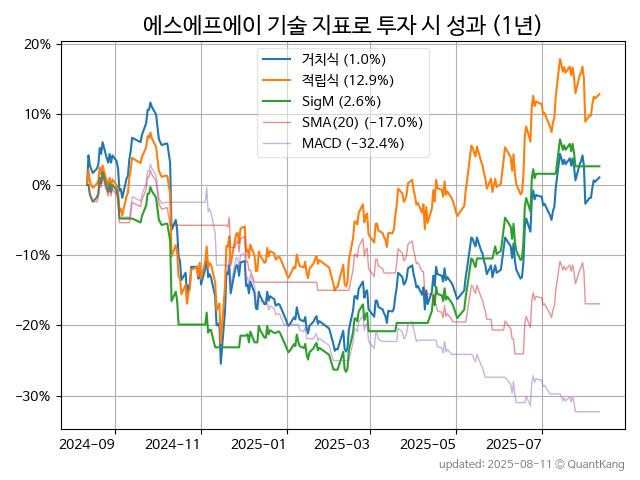 에스에프에이 기술 지표로 투자 시 성과 (1년)
거치식 (1.0%)
적립식 (12.9%)
SigM (2.6%)
SMA(20) (−17.0%)
MACD (−32.4%)
20%
10%
0%
−10%
−20%
−30%
2024−09
2024−11
2025−01
2025−03
2025−05
2025−07
updated: 2025−08−11 © QuantKang